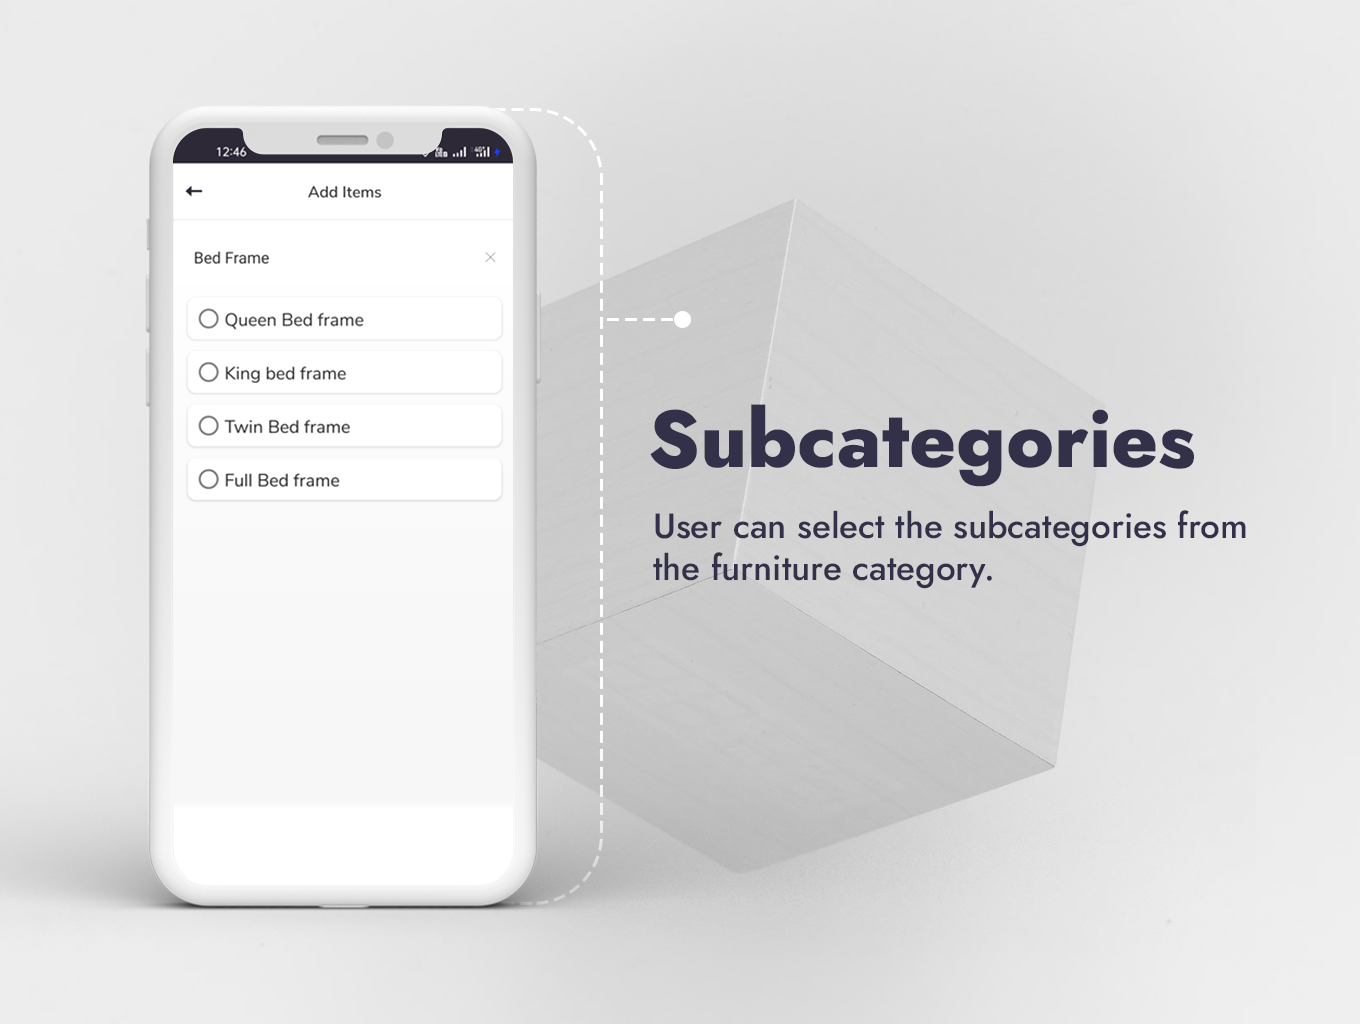 12:46
Add Items
Bed Frame
Queen Bed frame
King bed frame
Twin Bed frame
Full Bed frame
Subcategories
User can select the subcategories from
the furniture category.